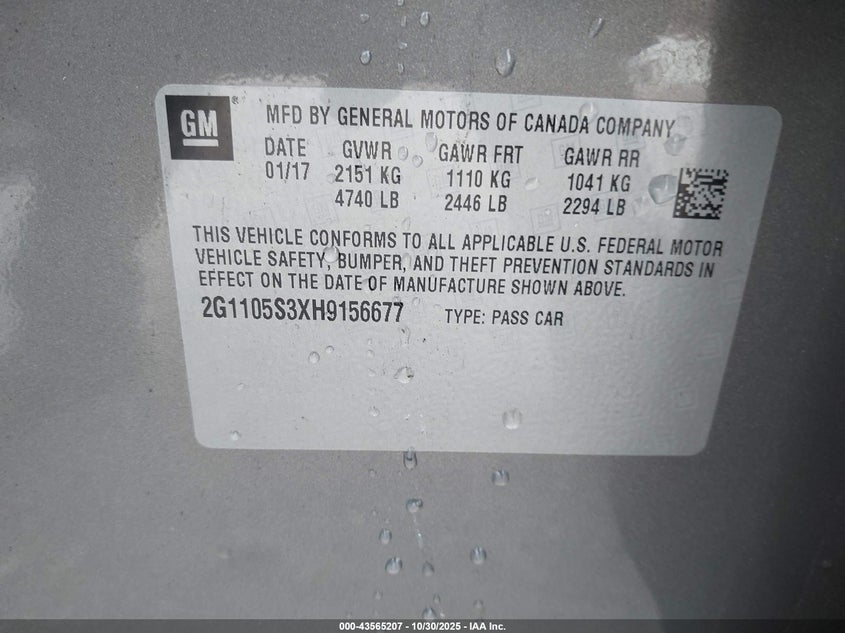 GM
®
MFD BY GENERAL MOTORS OF CANADA COMPANY
DATE GVWR GAWR FRT GAWR RR
01/17 2151 KG 1110 KG 1041 KG
4740 LB 2446 LB 2294 LB
THIS VEHICLE CONFORMS TO ALL APPLICABLE U.S. FEDERAL MOTOR
VEHICLE SAFETY, BUMPER, AND THEFT PREVENTION STANDARDS IN
EFFECT ON THE DATE OF MANUFACTURE SHOWN ABOVE.
2G1105S3XH9156677 TYPE: PASS CAR
000-43565207 - 10/30/2025 - IAA Inc.